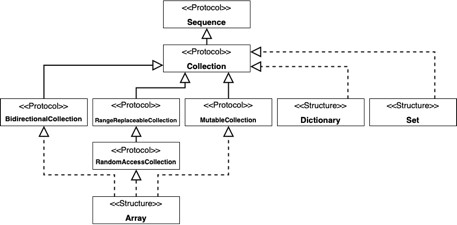 <<Protocol>>
Sequence
<<Protocol>>
Collection
<<Protocol>>
BidirectionalCollection
<<Protocol>>
RangeReplaceableCollection
<<Protocol>>
MutableCollection
<<Structure>>
Dictionary
<<Structure>>
Set
<<Protocol>>
RandomAccessCollection
<<Structure>>
Array